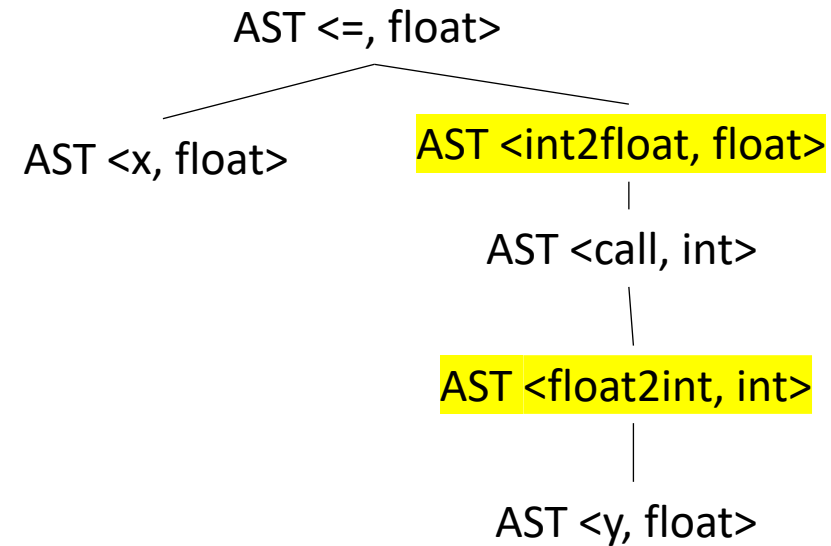 AST <=, float>
AST <x, float>
AST <int2float, float>
AST <call, int>
AST <float2int, int>
AST <y, float>